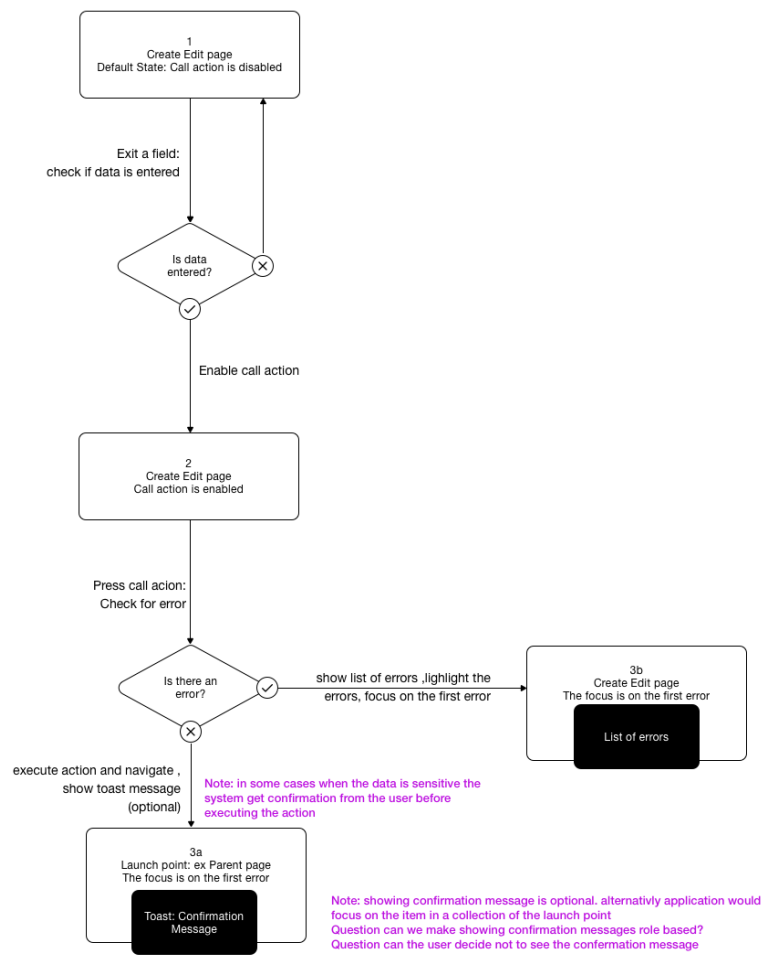 1
Create Edit page
Default State: Call action is disabled
Exit a field:
check if data is entered
Is data
entered?
Enable call action
2
Create Edit page
Call action is enabled
Press call acion:
Check for error
Is there an
error?
show list of errors ,lighlight the
errors, focus on the first error
3b
Create Edit page
The focus is on the first error
List of errors
execute action and navigate ,
show toast message
(optional)
Note: in some cases when the data is sensitive the
system get confirmation from the user before
executing the action
3a
Launch point: ex Parent page
The focus is on the first error
Toast: Confirmation
Message
Note: showing confirmation message is optional. alternativly application would
focus on the item in a collection of the launch point
Question can we make showing confirmation messages role based?
Question can the user decide not to see the confermation message